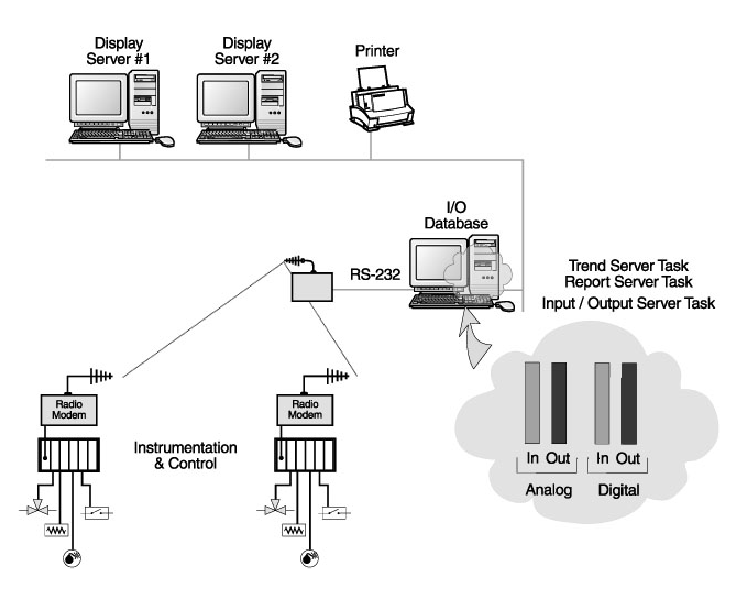 Display
Server #1
Display
Server #2
Printer
I/O
Database
RS-232
Trend Server Task
Report Server Task
Input / Output Server Task
Radio
Modem
Radio
Modem
Instrumentation
& Control
In Out In Out
Analog Digital